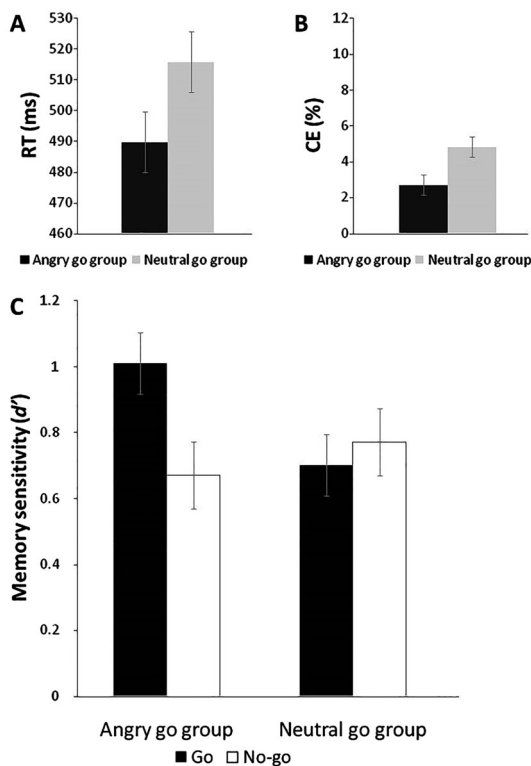 A
530
520
510
500
490
480
470
460
RT (ms)
Angry go group Neutral go group
B
12
10
8
6
4
2
0
CE (%)
Angry go group Neutral go group
C
1.2
1
0.8
0.6
0.4
0.2
0
Memory sensitivity (d′)
Angry go group Neutral go group
Go No-go